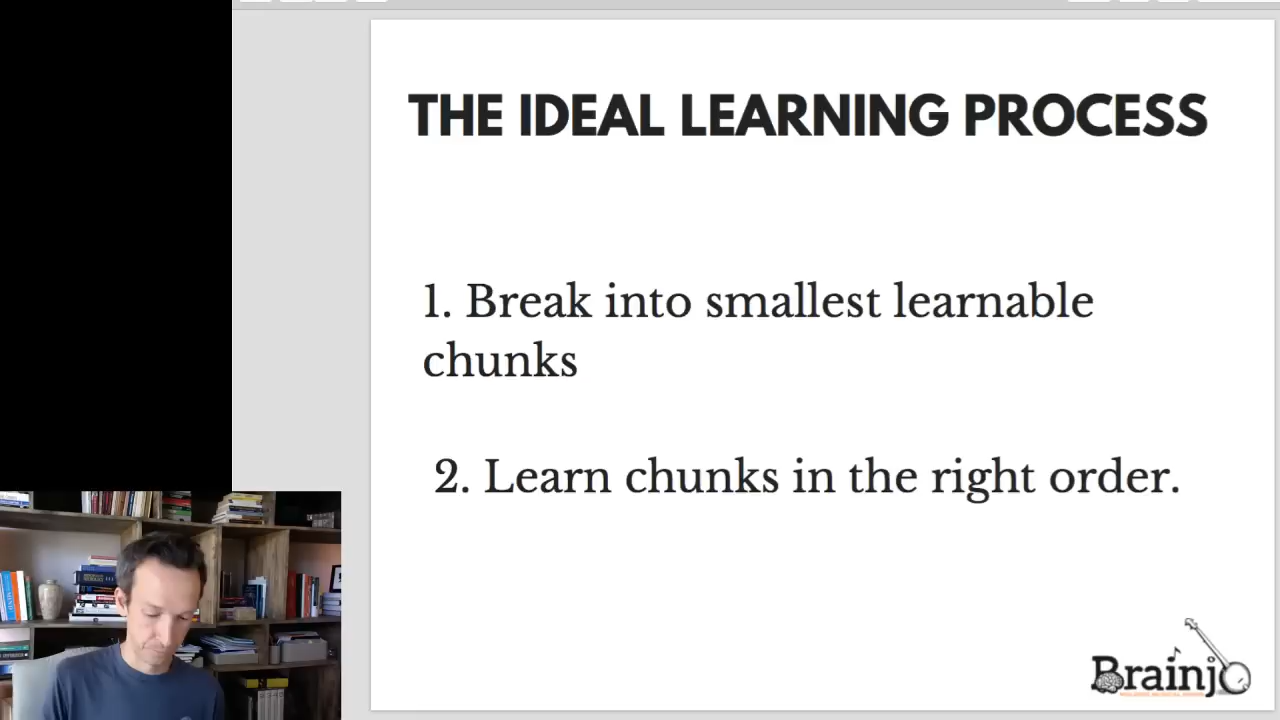 THE IDEAL LEARNING PROCESS
1. Break into smallest learnable
chunks
2. Learn chunks in the right order.
Brainjo